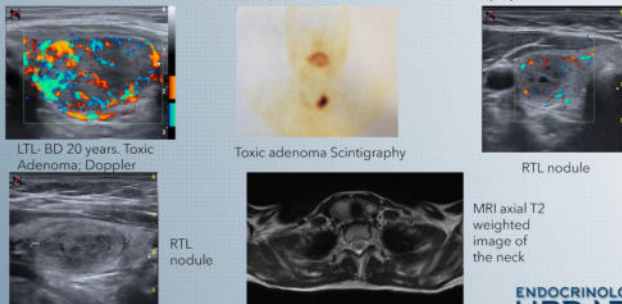 LTL- BD 20 years. Toxic
Adenoma; Doppler
Toxic adenoma Scintigraphy
RTL nodule
RTL
nodule
MRI axial T2
weighted
image of
the neck